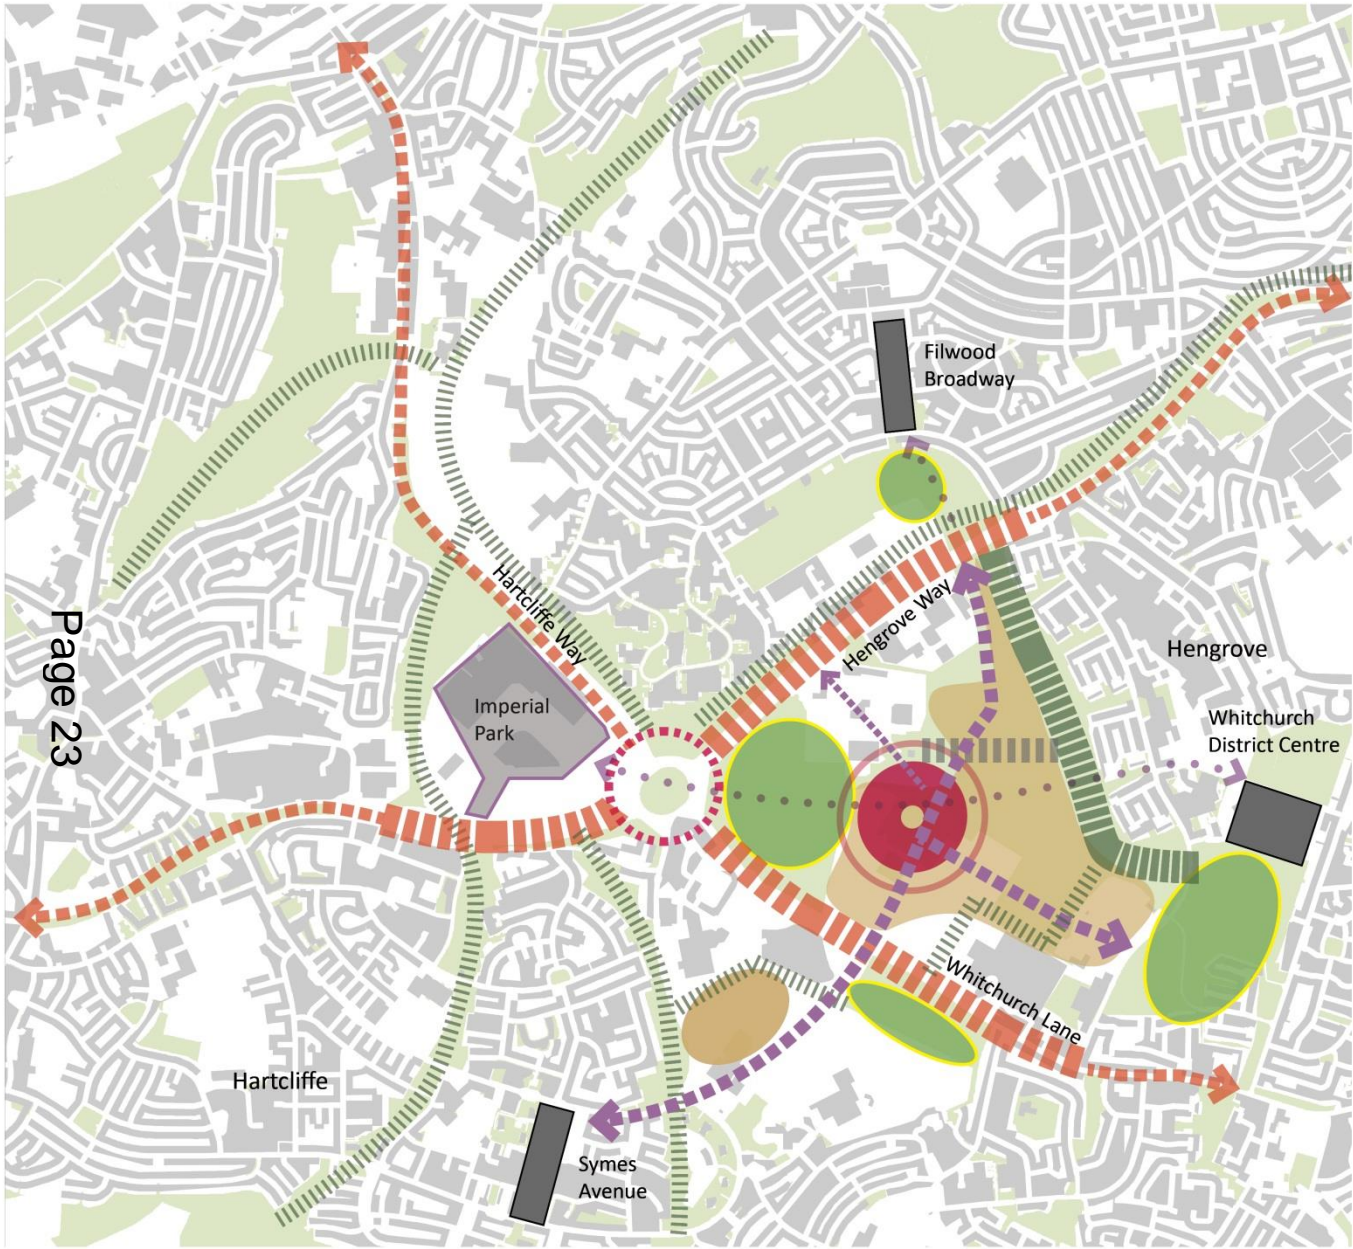 Filwood
Broadway
Hartcliffe Way
Hengrove Way
Hengrove
Page 23
Imperial
Park
Whitchurch
District Centre
Whitchurch Lane
Hartcliffe
Symes
Avenue